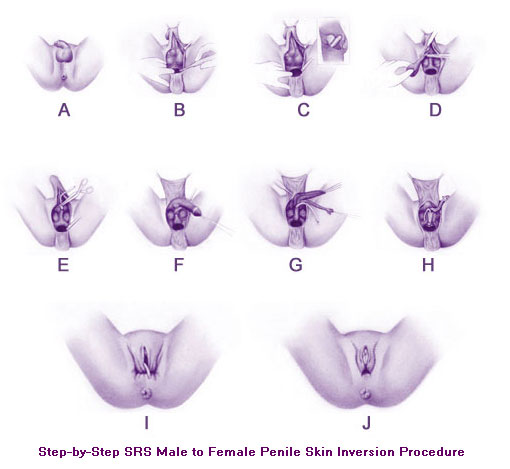 A B C D
E F G H
I J
Step-by-Step SRS Male to Female Penile Skin Inversion Procedure